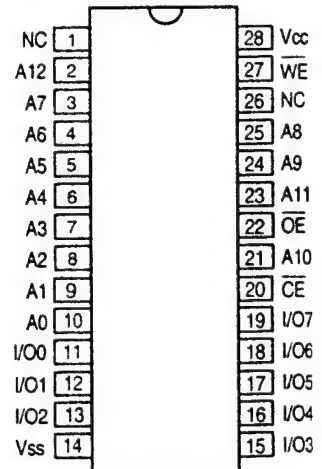 NC 1 28 Vcc
A12 2 27 WE
A7 3 26 NC
A6 4 25 A8
A5 5 24 A9
A4 6 23 A11
A3 7 22 OE
A2 8 21 A10
A1 9 20 CE
A0 10 19 I/O7
I/O0 11 18 I/O6
I/O1 12 17 I/O5
I/O2 13 16 I/O4
Vss 14 15 I/O3